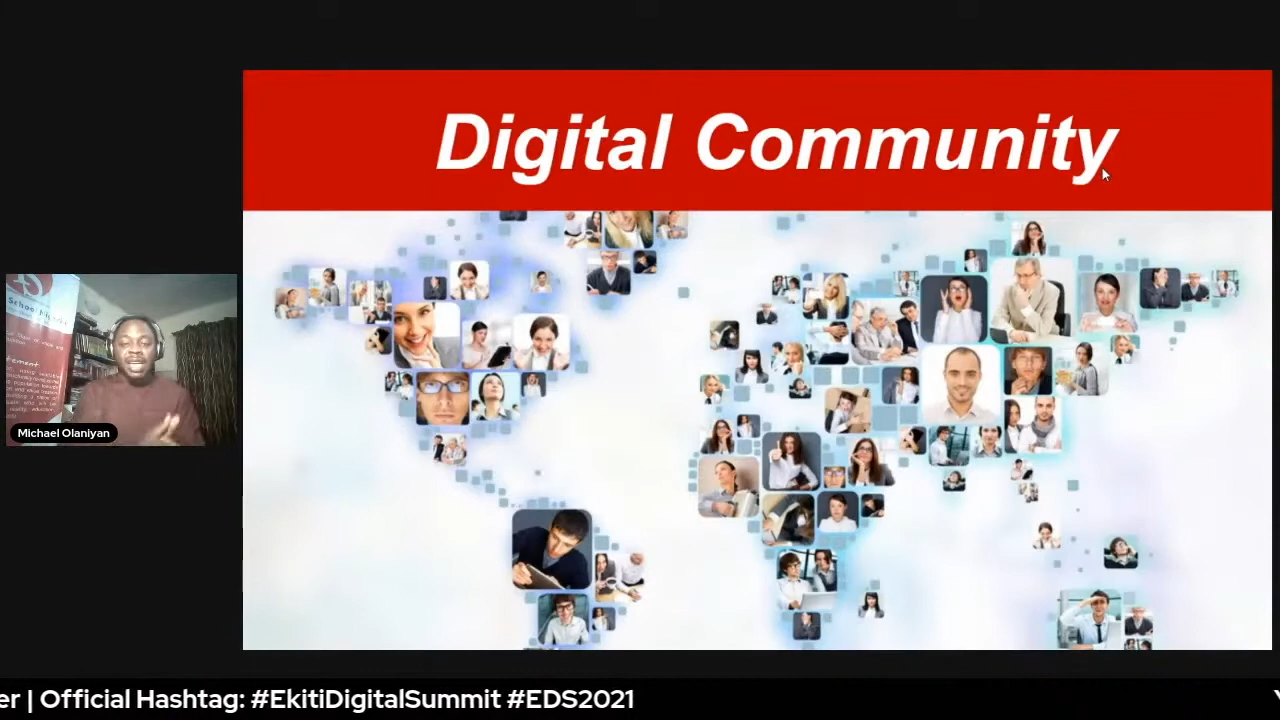 Digital Community
Michael Olaniyan
er | Official Hashtag: #EkitiDigitalSummit #EDS2021